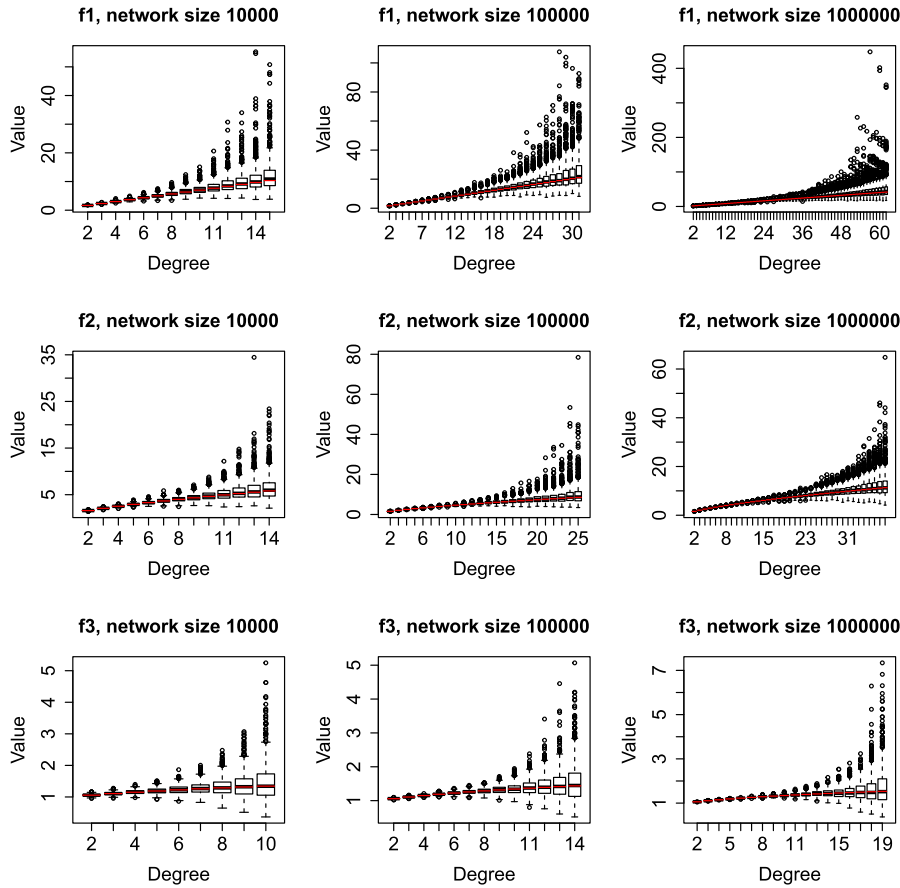 f1, network size 10000
Value
0 20 40
2 4 6 8 11 14
Degree
f1, network size 100000
Value
0 40 80
2 7 12 18 24 30
Degree
f1, network size 1000000
Value
0 200 400
2 12 24 36 48 60
Degree
f2, network size 10000
Value
5 15 25 35
2 4 6 8 11 14
Degree
f2, network size 100000
Value
0 20 40 60 80
2 6 10 15 20 25
Degree
f2, network size 1000000
Value
0 20 40 60
2 8 15 23 31
Degree
f3, network size 10000
Value
1 2 3 4 5
2 4 6 8 10
Degree
f3, network size 100000
Value
1 2 3 4 5
2 4 6 8 11 14
Degree
f3, network size 1000000
Value
1 3 5 7
2 5 8 11 15 19
Degree